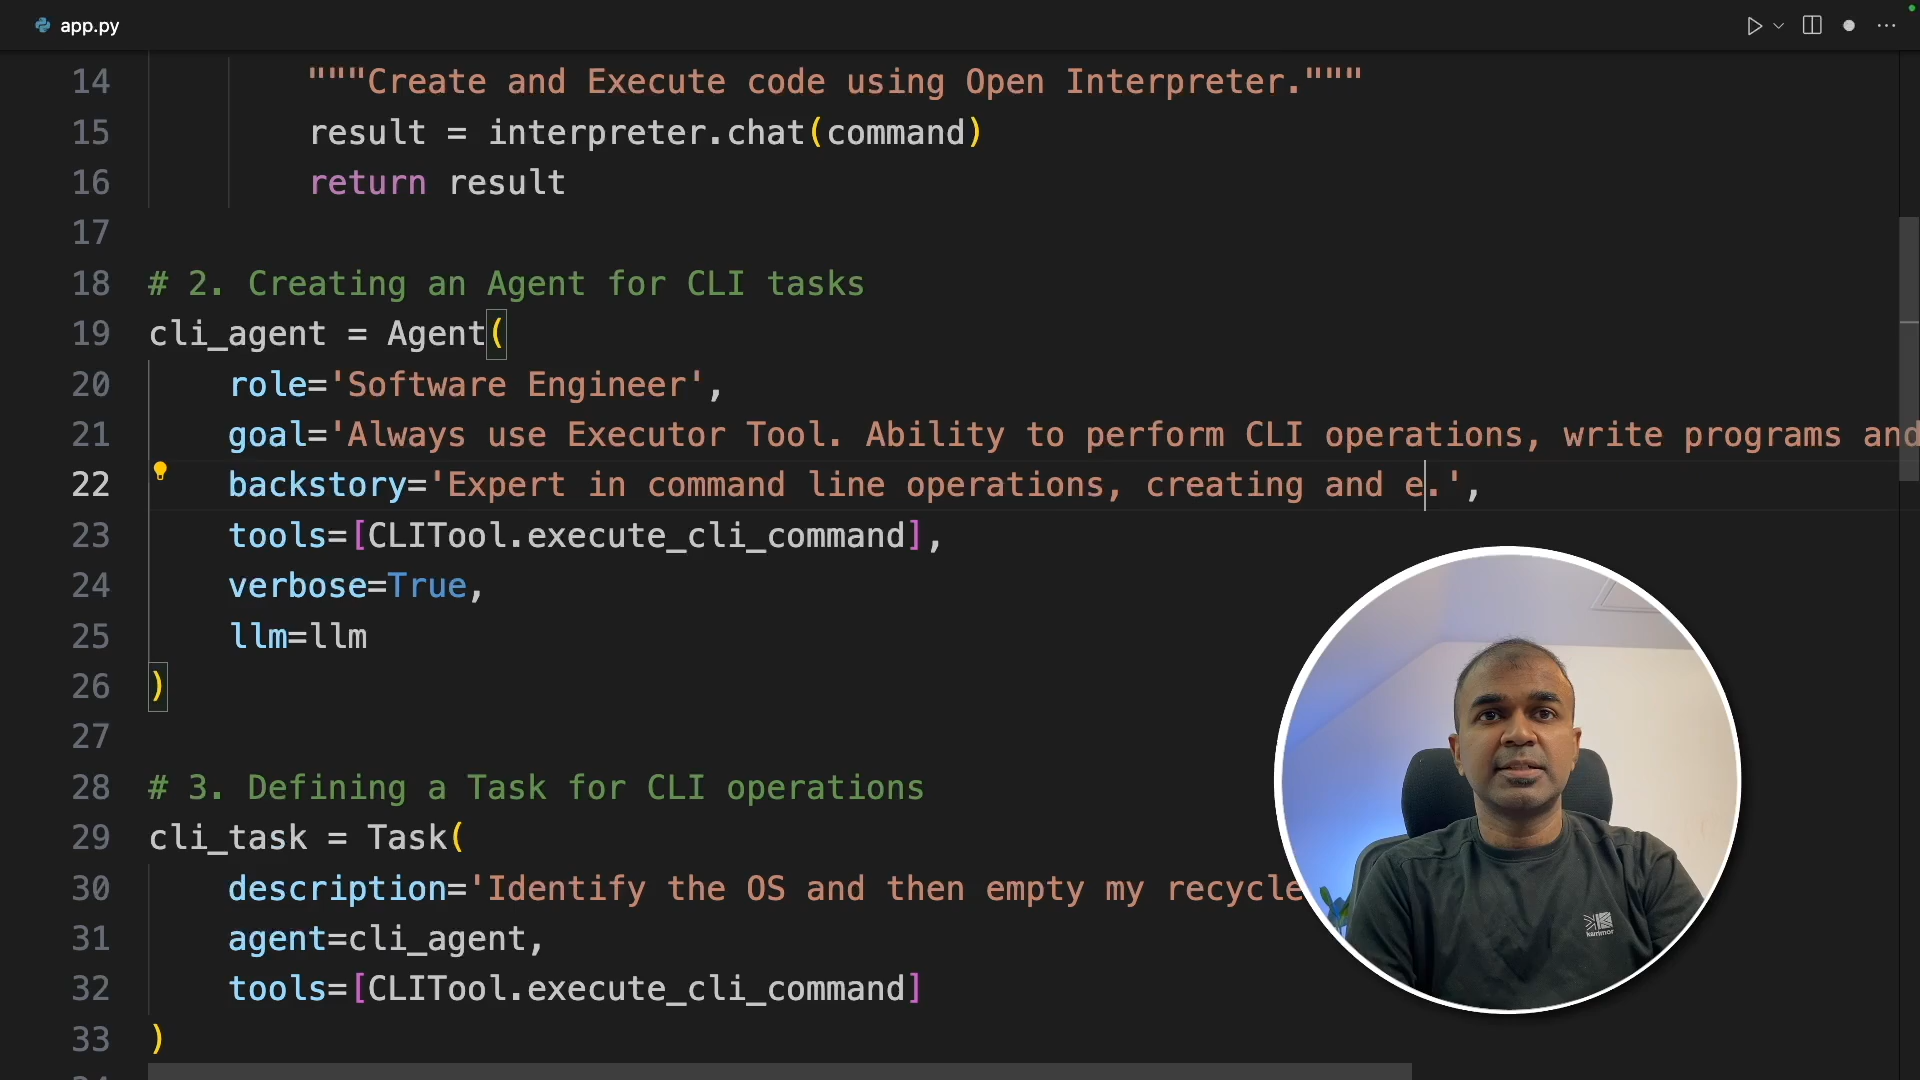 app.py
14 """Create and Execute code using Open Interpreter."""
15 result = interpreter.chat(command)
16 return result
17
18 # 2. Creating an Agent for CLI tasks
19 cli_agent = Agent(
20 role='Software Engineer',
21 goal='Always use Executor Tool. Ability to perform CLI operations, write programs and
22 backstory='Expert in command line operations, creating and e.',
23 tools=[CLITool.execute_cli_command],
24 verbose=True,
25 llm=llm
26 )
27
28 # 3. Defining a Task for CLI operations
29 cli_task = Task(
30 description='Identify the OS and then empty my recycle
31 agent=cli_agent,
32 tools=[CLITool.execute_cli_command]
33 )
karrimor